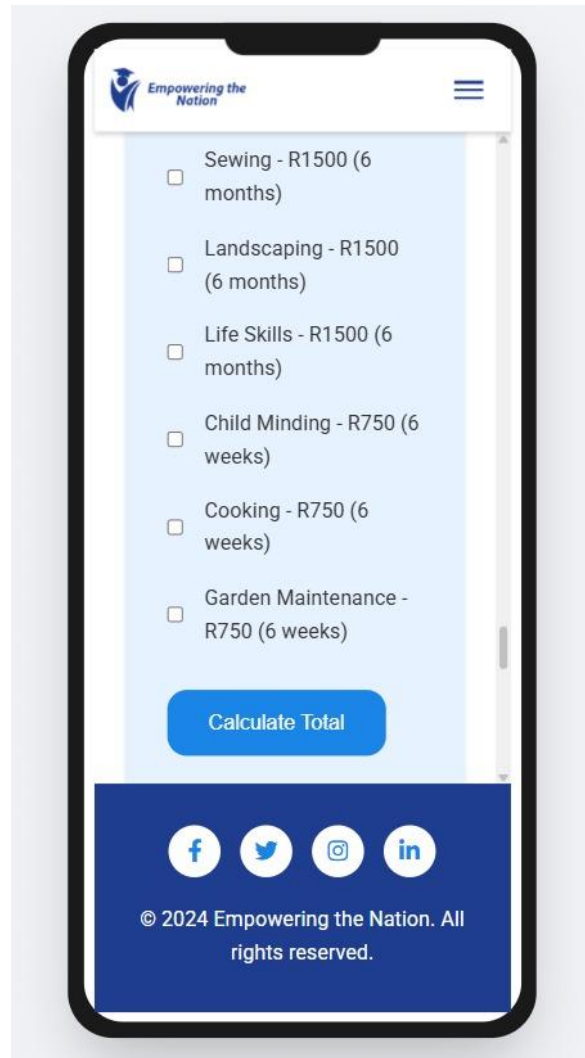 Empowering the
Nation
Sewing - R1500 (6
months)
Landscaping - R1500
(6 months)
Life Skills - R1500 (6
months)
Child Minding - R750 (6
weeks)
Cooking - R750 (6
weeks)
Garden Maintenance -
R750 (6 weeks)
Calculate Total
© 2024 Empowering the Nation. All
rights reserved.